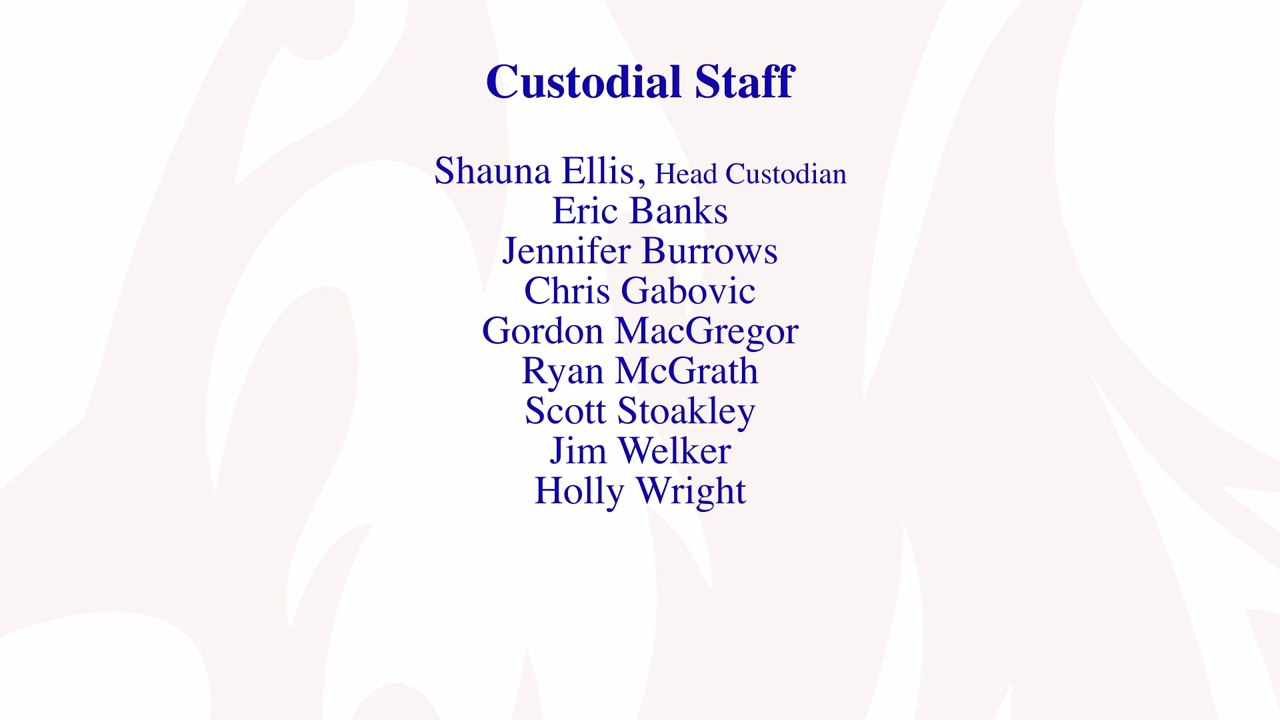 Custodial Staff
Shauna Ellis, Head Custodian
Eric Banks
Jennifer Burrows
Chris Gabovic
Gordon MacGregor
Ryan McGrath
Scott Stoakley
Jim Welker
Holly Wright